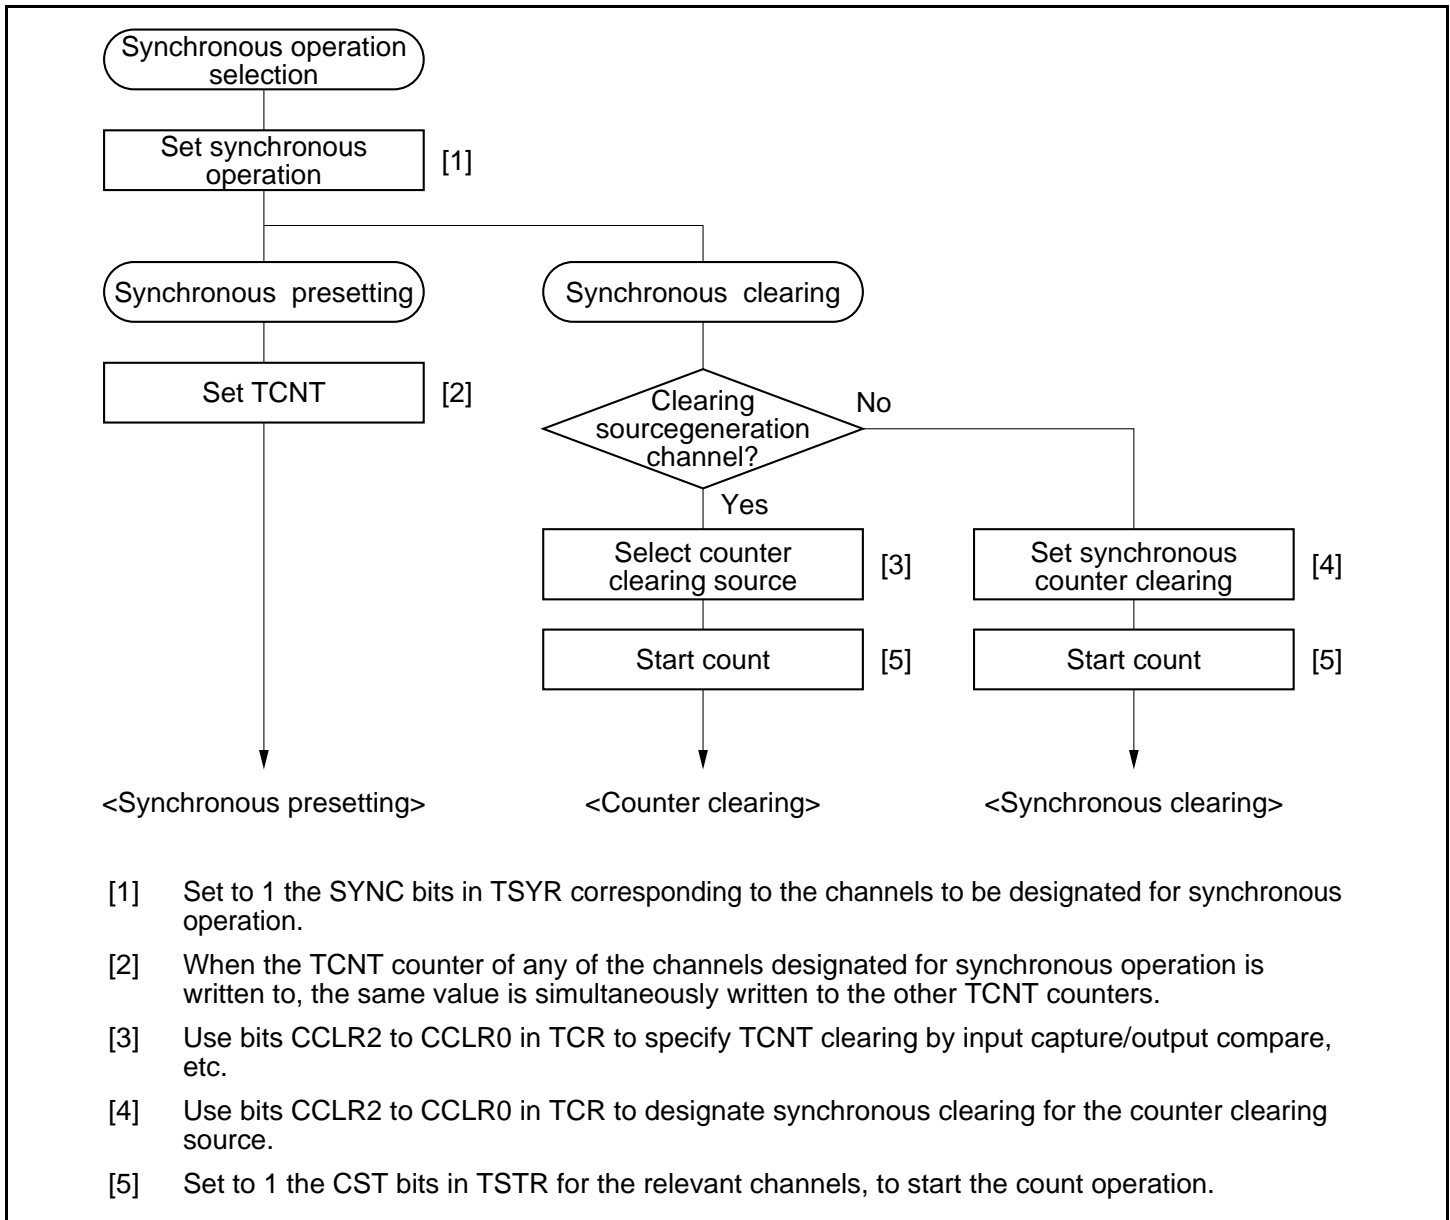 Synchronous operation
selection
Set synchronous
operation
[1]
Synchronous presetting
Synchronous clearing
Set TCNT
[2]
Clearing
sourcegeneration
channel?
No
Yes
Select counter
clearing source
[3]
Set synchronous
counter clearing
[4]
Start count
[5]
Start count
[5]
<Synchronous presetting>
<Counter clearing>
<Synchronous clearing>
[1] Set to 1 the SYNC bits in TSYR corresponding to the channels to be designated for synchronous
operation.
[2] When the TCNT counter of any of the channels designated for synchronous operation is
written to, the same value is simultaneously written to the other TCNT counters.
[3] Use bits CCLR2 to CCLR0 in TCR to specify TCNT clearing by input capture/output compare,
etc.
[4] Use bits CCLR2 to CCLR0 in TCR to designate synchronous clearing for the counter clearing
source.
[5] Set to 1 the CST bits in TSTR for the relevant channels, to start the count operation.